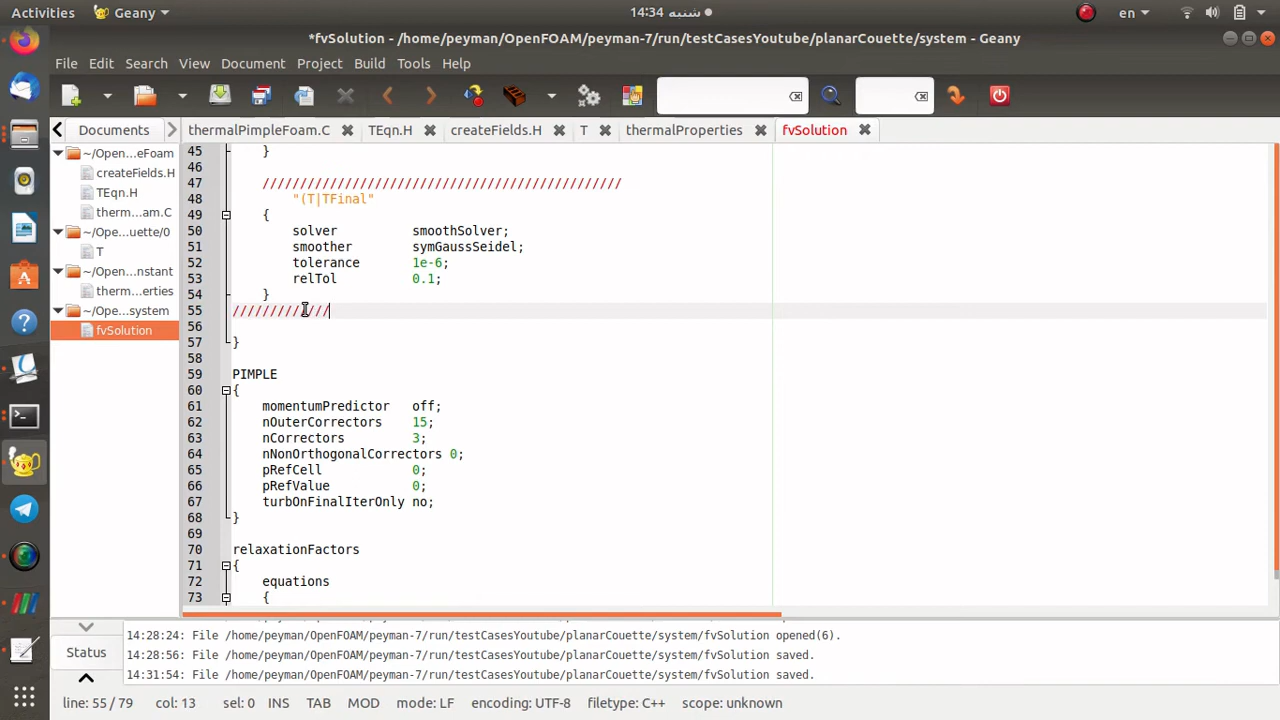 Activities
Geany
14:34 شنبه
en
*fvSolution - /home/peyman/OpenFOAM/peyman-7/run/testCasesYoutube/planarCouette/system - Geany
File Edit Search View Document Project Build Tools Help
Documents
thermalPimpleFoam.C
TEqn.H
createFields.H
T
thermalProperties
fvSolution
~/Open...eFoam
createFields.H
TEqn.H
therm...am.C
~/Ope...uette/0
T
~/Open...nstant
therm...erties
~/Ope...system
fvSolution
45 }
46
47 ////////////////////////////////////////////////
48 "(T|TFinal"
49 {
50 solver smoothSolver;
51 smoother symGaussSeidel;
52 tolerance 1e-6;
53 relTol 0.1;
54 }
55 /////////////
56
57 }
58
59 PIMPLE
60 {
61 momentumPredictor off;
62 nOuterCorrectors 15;
63 nCorrectors 3;
64 nNonOrthogonalCorrectors 0;
65 pRefCell 0;
66 pRefValue 0;
67 turbOnFinalIterOnly no;
68 }
69
70 relaxationFactors
71 {
72 equations
73 {
Status
14:28:24: File /home/peyman/OpenFOAM/peyman-7/run/testCasesYoutube/planarCouette/system/fvSolution opened(6).
14:28:56: File /home/peyman/OpenFOAM/peyman-7/run/testCasesYoutube/planarCouette/system/fvSolution saved.
14:31:54: File /home/peyman/OpenFOAM/peyman-7/run/testCasesYoutube/planarCouette/system/fvSolution saved.
line: 55 / 79 col: 13 sel: 0 INS TAB MOD mode: LF encoding: UTF-8 filetype: C++ scope: unknown